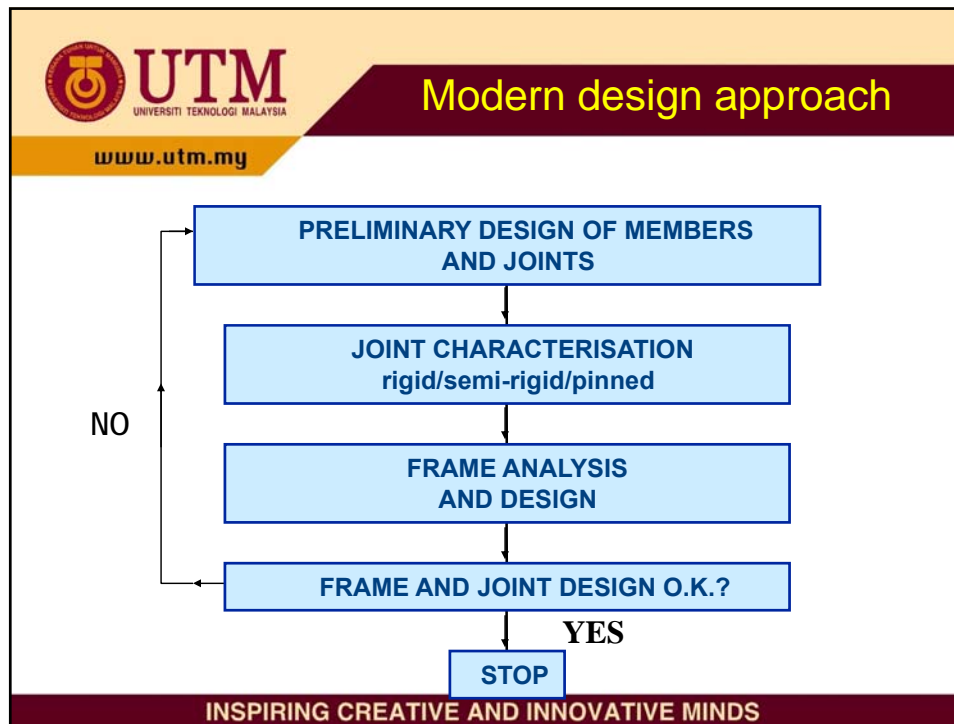 UTM
UNIVERSITI TEKNOLOGI MALAYSIA
www.utm.my
Modern design approach
PRELIMINARY DESIGN OF MEMBERS
AND JOINTS
JOINT CHARACTERISATION
rigid/semi-rigid/pinned
NO
FRAME ANALYSIS
AND DESIGN
FRAME AND JOINT DESIGN O.K.?
YES
STOP
INSPIRING CREATIVE AND INNOVATIVE MINDS